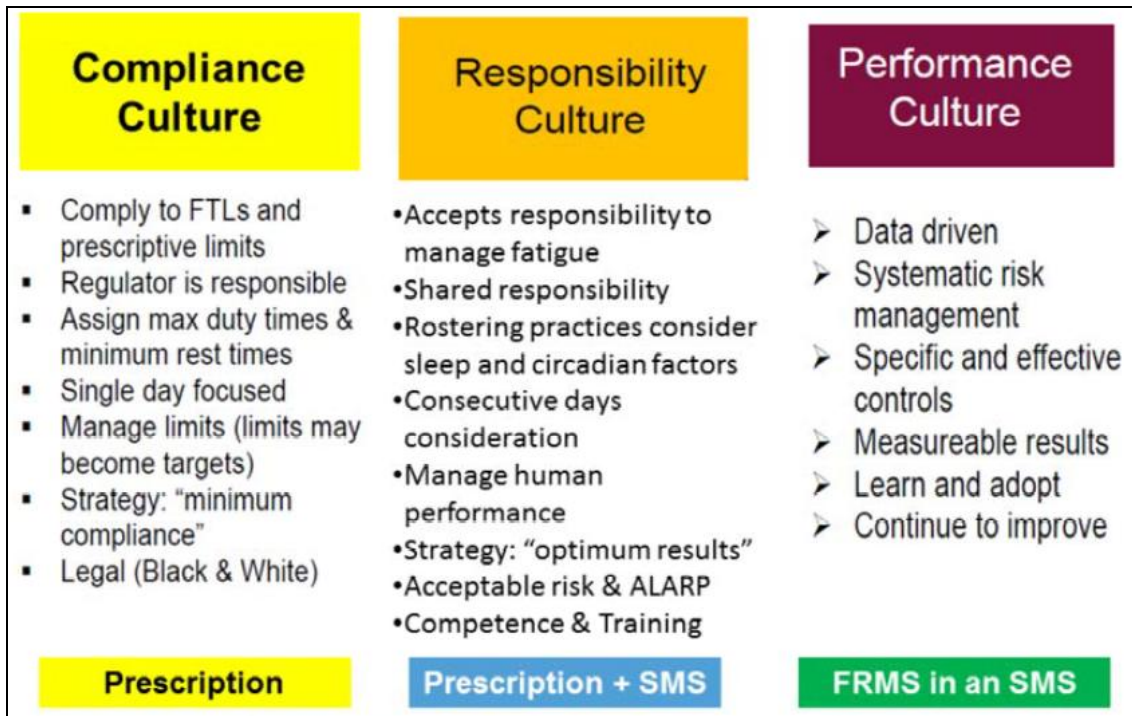 Compliance
Culture
▪ Comply to FTLs and
prescriptive limits
▪ Regulator is responsible
▪ Assign max duty times &
minimum rest times
▪ Single day focused
▪ Manage limits (limits may
become targets)
▪ Strategy: “minimum
compliance”
▪ Legal (Black & White)
Prescription
Responsibility
Culture
•Accepts responsibility to
manage fatigue
•Shared responsibility
•Rostering practices consider
sleep and circadian factors
•Consecutive days
consideration
•Manage human
performance
•Strategy: “optimum results”
•Acceptable risk & ALARP
•Competence & Training
Prescription + SMS
Performance
Culture
➢ Data driven
➢ Systematic risk
management
➢ Specific and effective
controls
➢ Measureable results
➢ Learn and adopt
➢ Continue to improve
FRMS in an SMS